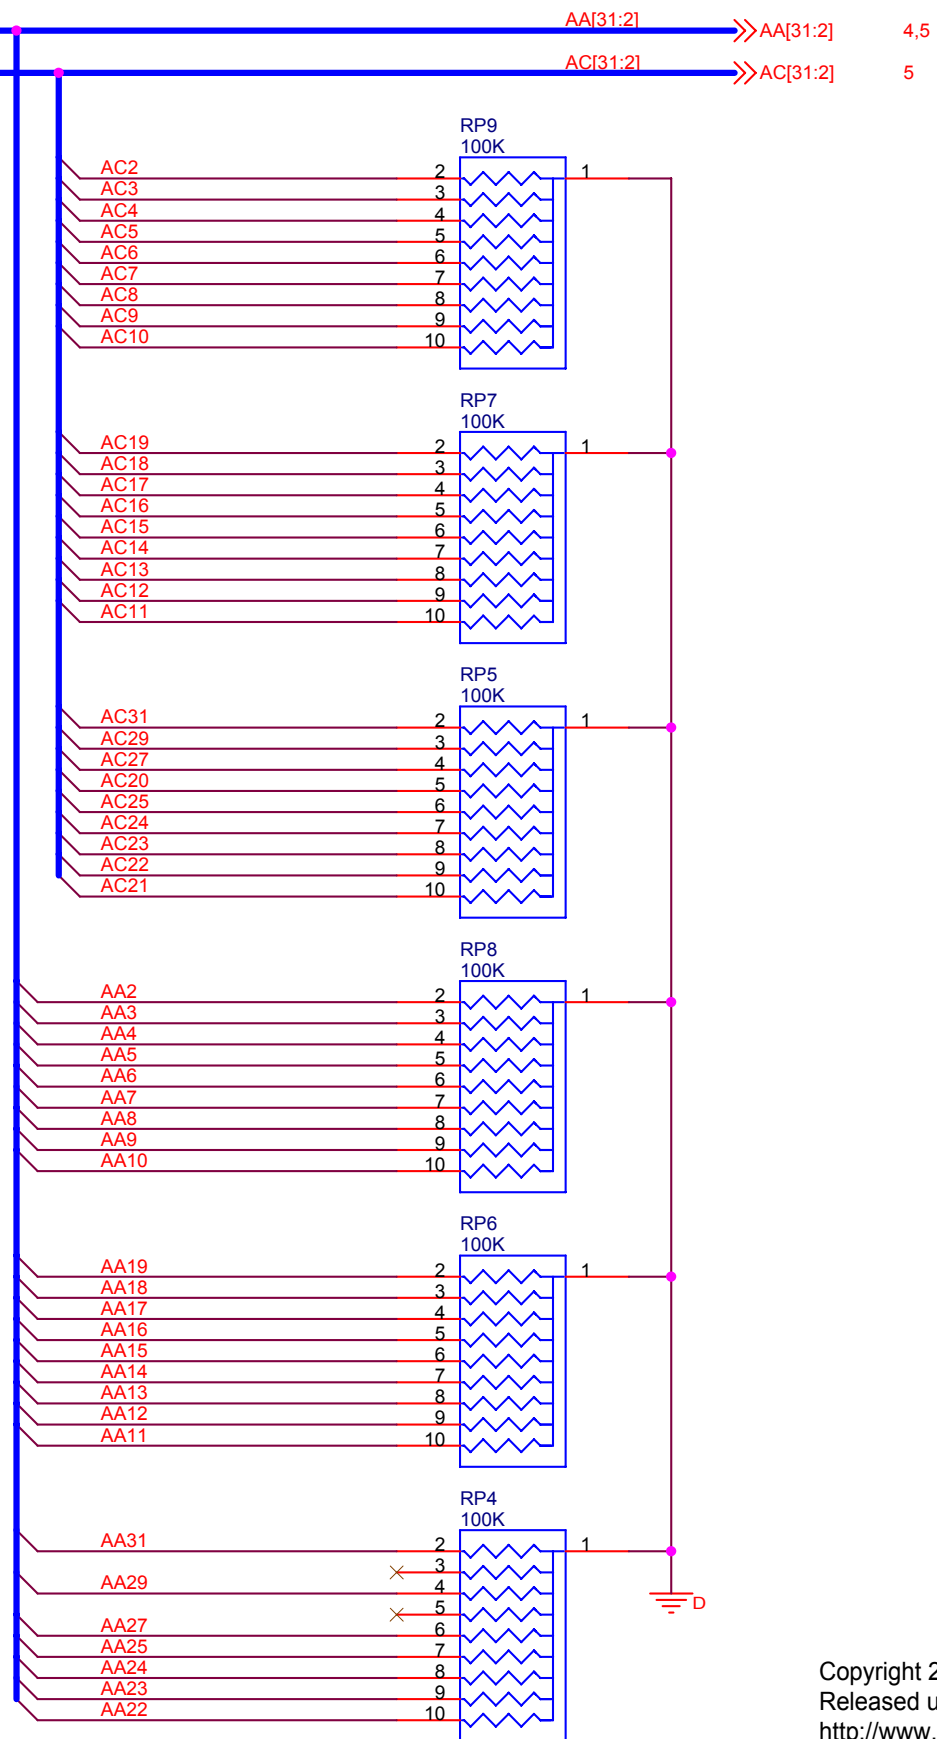 AA[31:2] AA[31:2] 4,5
AC[31:2] AC[31:2] 5
RP9
100K
AC2 2 1
AC3 3
AC4 4
AC5 5
AC6 6
AC7 7
AC8 8
AC9 9
AC10 10
RP7
100K
AC19 2 1
AC18 3
AC17 4
AC16 5
AC15 6
AC14 7
AC13 8
AC12 9
AC11 10
RP5
100K
AC31 2 1
AC29 3
AC27 4
AC20 5
AC25 6
AC24 7
AC23 8
AC22 9
AC21 10
RP8
100K
AA2 2 1
AA3 3
AA4 4
AA5 5
AA6 6
AA7 7
AA8 8
AA9 9
AA10 10
RP6
100K
AA19 2 1
AA18 3
AA17 4
AA16 5
AA15 6
AA14 7
AA13 8
AA12 9
AA11 10
RP4
100K
AA31 2 1
3
AA29 4
5
D
AA27 6
AA25 7
AA24 8
AA23 9
AA22 10
Copyright 2
Released u
http://www.